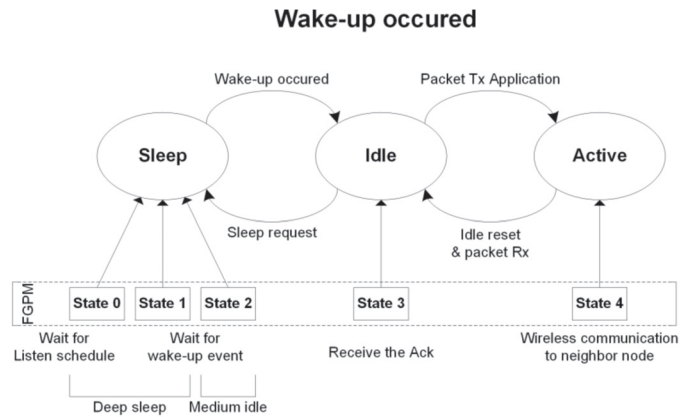 Wake-up occured
Wake-up occured
Packet Tx Application
Sleep
Idle
Active
Sleep request
Idle reset
& packet Rx
FGPM
State 0
State 1
State 2
State 3
State 4
Wait for
Listen schedule
Wait for
wake-up event
Receive the Ack
Wireless communication
to neighbor node
Deep sleep
Medium idle